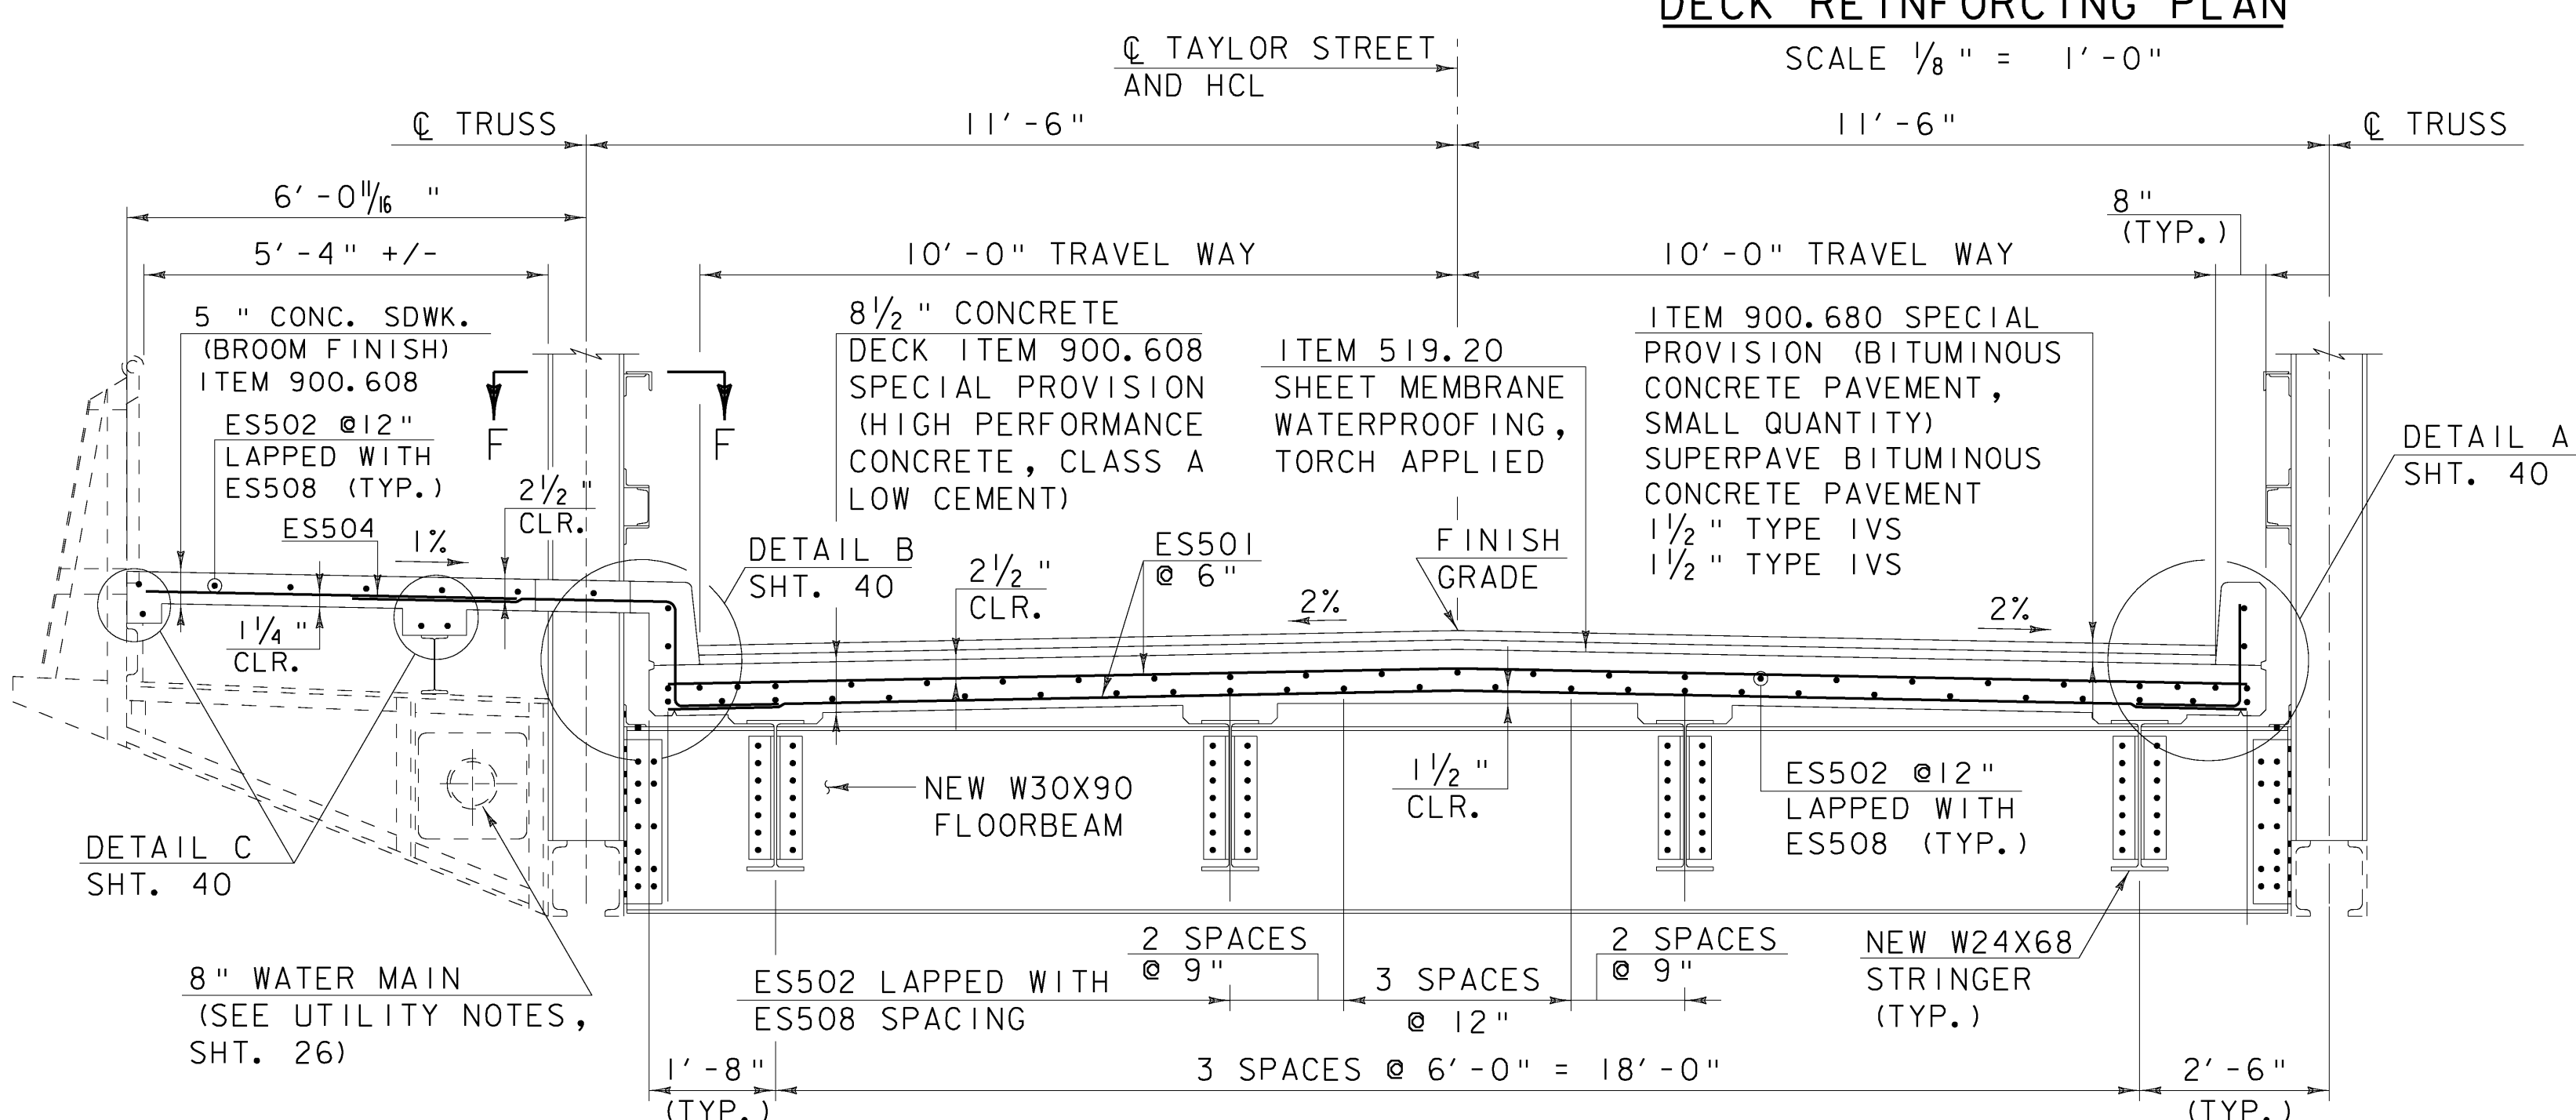 DECK REINFORCING PLAN
SCALE 1/8" = 1'-0"
℄ TAYLOR STREET
AND HCL
℄ TRUSS
11'-6"
11'-6"
℄ TRUSS
6'-0 11/16"
8"
(TYP.)
5'-4" +/-
10'-0" TRAVEL WAY
10'-0" TRAVEL WAY
5" CONC. SDWK.
(BROOM FINISH)
ITEM 900.608
ES502 @12"
LAPPED WITH
ES508 (TYP.)
ES504
1%
2 1/2"
CLR.
1 1/4"
CLR.
F
F
8 1/2" CONCRETE
DECK ITEM 900.608
SPECIAL PROVISION
(HIGH PERFORMANCE
CONCRETE, CLASS A
LOW CEMENT)
ITEM 519.20
SHEET MEMBRANE
WATERPROOFING,
TORCH APPLIED
ITEM 900.680 SPECIAL
PROVISION (BITUMINOUS
CONCRETE PAVEMENT,
SMALL QUANTITY)
SUPERPAVE BITUMINOUS
CONCRETE PAVEMENT
1 1/2" TYPE IVS
1 1/2" TYPE IVS
DETAIL A
SHT. 40
DETAIL B
SHT. 40
2 1/2"
CLR.
ES501
@ 6"
FINISH
GRADE
2%
2%
NEW W30X90
FLOORBEAM
1 1/2"
CLR.
ES502 @12"
LAPPED WITH
ES508 (TYP.)
DETAIL C
SHT. 40
8" WATER MAIN
(SEE UTILITY NOTES,
SHT. 26)
ES502 LAPPED WITH
ES508 SPACING
2 SPACES
@ 9"
3 SPACES
@ 12"
2 SPACES
@ 9"
NEW W24X68
STRINGER
(TYP.)
1'-8"
(TYP.)
3 SPACES @ 6'-0" = 18'-0"
2'-6"
(TYP.)